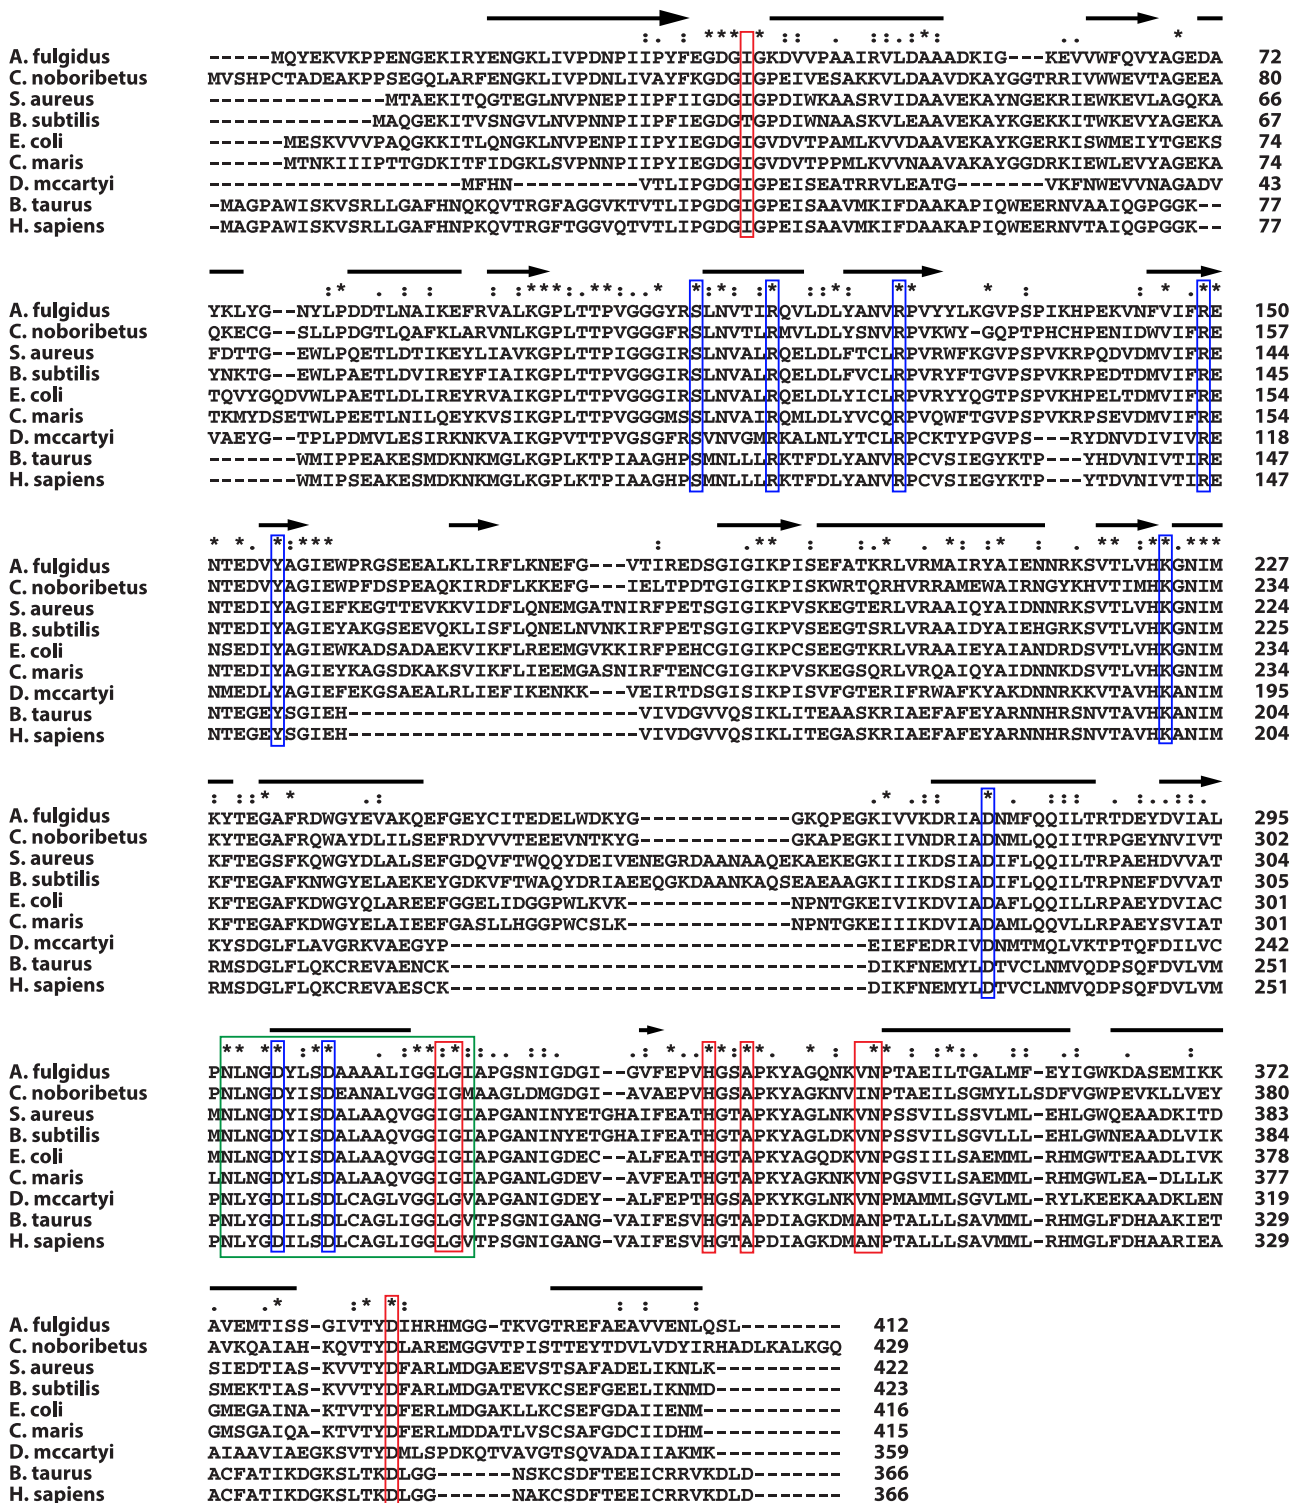 :. : .***:* :: . ::.::.:: . .. *
A. fulgidus -----MQYEKVKPPENGEKIRYENGKLIVPDNPIIPYFEGDGIGKDVVPAAIRVLDAAADKIG---KEVVWFQVYAGEDA 72
C. noboribetus MVSHPCTADEAKPPSEGQLARFENGKLIVPDNLIVAYFKGDGIGPEIVESAKKVLDAAVDKAYGGTRRIVWWEVTAGEEA 80
S. aureus --------------MTAEKITQGTEGLNVPNEPIIPFIIGDGIGPDIWKAASRVIDAAVEKAYNGEKRIEWKEVLAGQKA 66
B. subtilis -------------MAQGEKITVSNGVLNVPNNPIIPFIEGDGTGPDIWNAASKVLEAAVEKAYKGEKKITWKEVYAGEKA 67
E. coli ------MESKVVVPAQGKKITLQNGKLNVPENPIIPYIEGDGIGVDVTPAMLKVVDAAVEKAYKGERKISWMEIYTGEKS 74
C. maris ------MTNKIIIPTTGDKITFIDGKLSVPNNPIIPYIEGDGIGVDVTPPMLKVVNAAVAKAYGGDRKIEWLEVYAGEKA 74
D. mccartyi --------------------MFHN----------VTLIPGDGIGPEISEATRRVLEATG-------VKFNWEVVNAGADV 43
B. taurus -MAGPAWISKVSRLLGAFHNQKQVTRGFAGGVKTVTLIPGDGIGPEISAAVMKIFDAAKAPIQWEERNVAAIQGPGGK-- 77
H. sapiens -MAGPAWISKVSRLLGAFHNPKQVTRGFTGGVQTVTLIPGDGIGPEISAAVMKIFDAAKAPIQWEERNVTAIQGPGGK-- 77
:* . : : : : ***:.**:..* *:*: * :.**: **. * : : .**
A. fulgidus YKLYG--NYLPDDTLNAIKEFRVALKGPLTTPVGGGYRSLNVTIRQVLDLYANVRPVYYLKGVPSPIKHPEKVNFVIFRE 150
C. noboribetus QKECG--SLLPDGTLQAFKLARVNLKGPLTTPVGGGFRSLNVTLRMVLDLYSNVRPVKWY-GQPTPHCHPENIDWVIFRE 157
S. aureus FDTTG--EWLPQETLDTIKEYLIAVKGPLTTPIGGGIRSLNVALRQELDLFTCLRPVRWFKGVPSPVKRPQDVDMVIFRE 144
B. subtilis YNKTG--EWLPAETLDVIREYFIAIKGPLTTPVGGGIRSLNVALRQELDLFVCLRPVRYFTGVPSPVKRPEDTDMVIFRE 145
E. coli TQVYGQDVWLPAETLDLIREYRVAIKGPLTTPVGGGIRSLNVALRQELDLYICLRPVRYYQGTPSPVKHPELTDMVIFRE 154
C. maris TKMYDSETWLPEETLNILQEYKVSIKGPLTTPVGGGMSSLNVAIRQMLDLYVCQRPVQWFTGVPSPVKRPSEVDMVIFRE 154
D. mccartyi VAEYG--TPLPDMVLESIRKNKVAIKGPVTTPVGSGFRSVNVGMRKALNLYTCLRPCKTYPGVPS---RYDNVDIVIVRE 118
B. taurus -------WMIPPEAKESMDKNKMGLKGPLKTPIAAGHPSMNLLLRKTFDLYANVRPCVSIEGYKTP---YHDVNIVTIRE 147
H. sapiens -------WMIPSEAKESMDKNKMGLKGPLKTPIAAGHPSMNLLLRKTFDLYANVRPCVSIEGYKTP---YTDVNIVTIRE 147
* *. *:*** : : .** : .:.* . : ** **.***
A. fulgidus NTEDVYAGIEWPRGSEEALKLIRFLKNEFG---VTIREDSGIGIKPISEFATKRLVRMAIRYAIENNRKSVTLVHKGNIM 227
C. noboribetus NTEDVYAGIEWPFDSPEAQKIRDFLKKEFG---IELTPDTGIGIKPISKWRTQRHVRRAMEWAIRNGYKHVTIMHKGNIM 234
S. aureus NTEDIYAGIEFKEGTTEVKKVIDFLQNEMGATNIRFPETSGIGIKPVSKEGTERLVRAAIQYAIDNNRKSVTLVHKGNIM 224
B. subtilis NTEDIYAGIEYAKGSEEVQKLISFLQNELNVNKIRFPETSGIGIKPVSEEGTSRLVRAAIDYAIEHGRKSVTLVHKGNIM 225
E. coli NSEDIYAGIEWKADSADAEKVIKFLREEMGVKKIRFPEHCGIGIKPCSEEGTKRLVRAAIEYAIANDRDSVTLVHKGNIM 234
C. maris NTEDIYAGIEYKAGSDKAKSVIKFLIEEMGASNIRFTENCGIGIKPVSKEGSQRLVQRAIQYAIDNNKDSVTLVHKGNIM 234
D. mccartyi NMEDLYAGIEFEKGSAEALRLIEFIKENKK---VEIRTDSGISIKPISVFGTERIFRWAFKYAKDNNRKKVTAVHKANIM 195
B. taurus NTEGEYSGIEH-----------------------VIVDGVVQSIKLITEAASKRIAEFAFEYARNNHRSNVTAVHKANIM 204
H. sapiens NTEGEYSGIEH-----------------------VIVDGVVQSIKLITEGASKRIAEFAFEYARNNHRSNVTAVHKANIM 204
: ::* * .: .*.:: * . ::: . *::.
A. fulgidus KYTEGAFRDWGYEVAKQEFGEYCITEDELWDKYG------------GKQPEGKIVVKDRIADNMFQQILTRTDEYDVIAL 295
C. noboribetus KYTEGAFRQWAYDLILSEFRDYVVTEEEVNTKYG------------GKAPEGKIIVNDRIADNMLQQIITRPGEYNVIVT 302
S. aureus KFTEGSFKQWGYDLALSEFGDQVFTWQQYDEIVENEGRDAANAAQEKAEKEGKIIIKDSIADIFLQQILTRPAEHDVVAT 304
B. subtilis KFTEGAFKNWGYELAEKEYGDKVFTWAQYDRIAEEQGKDAANKAQSEAEAAGKIIIKDSIADIFLQQILTRPNEFDVVAT 305
E. coli KFTEGAFKDWGYQLAREEFGGELIDGGPWLKVK-------------NPNTGKEIVIKDVIADAFLQQILLRPAEYDVIAC 301
C. maris KFTEGAFKDWGYELAIEEFGASLLHGGPWCSLK-------------NPNTGKEIIIKDVIADAMLQQVLLRPAEYSVIAT 301
D. mccartyi KYSDGLFLAVGRKVAEGYP---------------------------------EIEFEDRIVDNMTMQLVKTPTQFDILVC 242
B. taurus RMSDGLFLQKCREVAENCK---------------------------------DIKFNEMYLDTVCLNMVQDPSQFDVLVM 251
H. sapiens RMSDGLFLQKCREVAESCK---------------------------------DIKFNEMYLDTVCLNMVQDPSQFDVLVM 251
** *:* **: . :.**:*:..*..:. :*.. **:*. * .* : . . :
A. fulgidus PNLNGDYLSDAAAALIGGLGIAPGSNIGDGI--GVFEPVHGSAPKYAGQNKVNPTAEILTGALMF-EYIGWKDASEMIKK 372
C. noboribetus PNLNGDYISDEANALVGGIGMAAGLDMGDGI--AVAEPVHGSAPKYAGKNVINPTAEILSGMYLLSDFVGWPEVKLLVEY 380
S. aureus MNLNGDYISDALAAQVGGIGIAPGANINYETGHAIFEATHGTAPKYAGLNKVNPSSVILSSVLML-EHLGWQEAADKITD 383
B. subtilis MNLNGDYISDALAAQVGGIGIAPGANINYETGHAIFEATHGTAPKYAGLDKVNPSSVILSGVLLL-EHLGWNEAADLVIK 384
E. coli MNLNGDYISDALAAQVGGIGIAPGANIGDEC--ALFEATHGTAPKYAGQDKVNPGSIILSAEMML-RHMGWTEAADLIVK 378
C. maris LNLNGDYLSDALAAQVGGIGIAPGANLGDEV--AVFEATHGTAPKYAGKNKVNPGSVILSAEMML-RHMGWLEA-DLLLK 377
D. mccartyi PNLYGDILSDLCAGLVGGLGVAPGANIGDEY--ALFEPTHGSAPKYKGLNKVNPMAMMLSGVLML-RYLKEEKAADKLEN 319
B. taurus PNLYGDILSDLCAGLIGGLGVTPSGNIGANG-VAIFESVHGTAPDIAGKDMANPTALLLSAVMML-RHMGLFDHAAKIET 329
H. sapiens PNLYGDILSDLCAGLIGGLGVTPSGNIGANG-VAIFESVHGTAPDIAGKDMANPTALLLSAVMML-RHMGLFDHAARIEA 329
. .* :* *: : : :
A. fulgidus AVEMTISS-GIVTYDIHRHMGG-TKVGTREFAEAVVENLQSL--------- 412
C. noboribetus AVKQAIAH-KQVTYDLAREMGGVTPISTTEYTDVLVDYIRHADLKALKGQ 429
S. aureus SIEDTIAS-KVVTYDFARLMDGAEEVSTSAFADELIKNLK---------- 422
B. subtilis SMEKTIAS-KVVTYDFARLMDGATEVKCSEFGEELIKNMD---------- 423
E. coli GMEGAINA-KTVTYDFERLMDGAKLLKCSEFGDAIIENM----------- 416
C. maris GMSGAIQA-KTVTYDFERLMDDATLVSCSAFGDCIIDHM----------- 415
D. mccartyi AIAAVIAEGKSVTYDMLSPDKQTVAVGTSQVADAIIAKMK---------- 359
B. taurus ACFATIKDGKSLTKDLGG------NSKCSDFTEEICRRVKDLD------- 366
H. sapiens ACFATIKDGKSLTKDLGG------NAKCSDFTEEICRRVKDLD------- 366